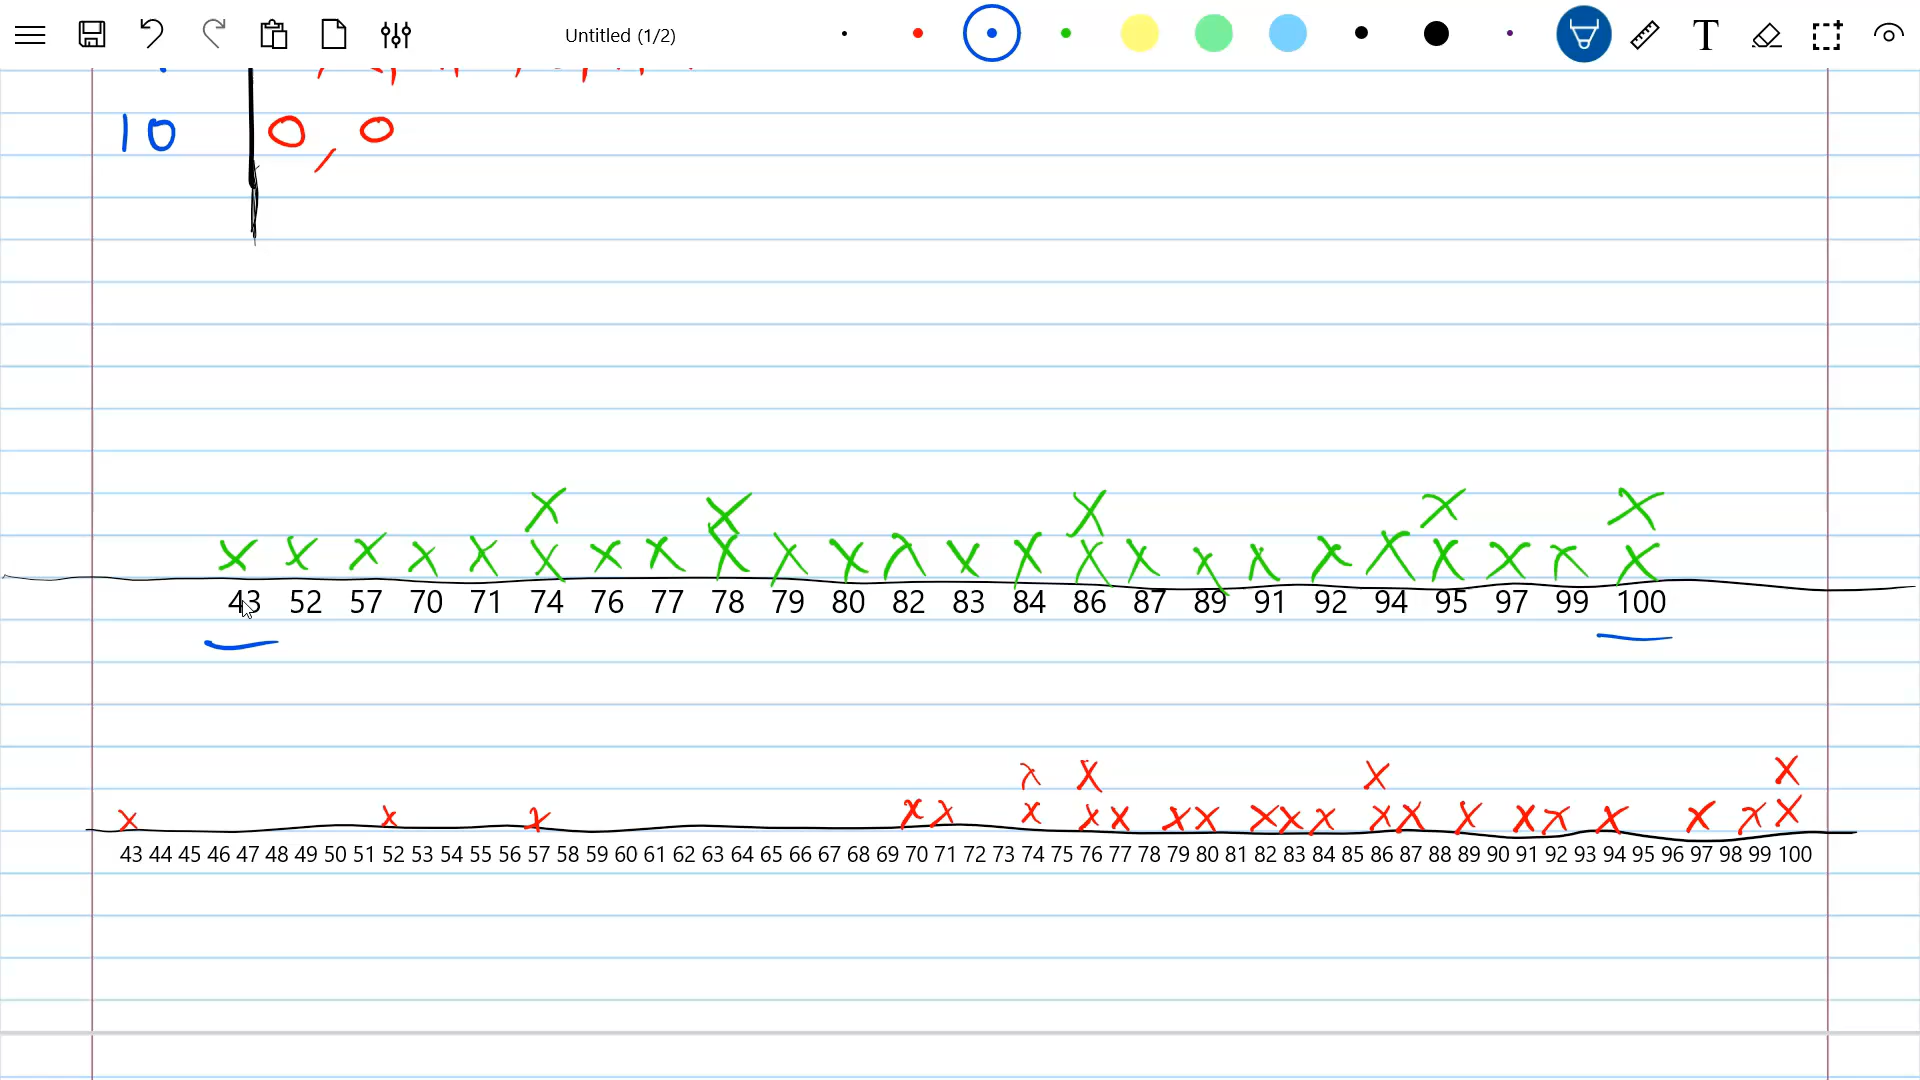 Untitled (1/2)
T
10 0, 0
X X X X X
X X X X X X X X X X X X X X X X X X X X X X X X
43 52 57 70 71 74 76 77 78 79 80 82 83 84 86 87 89 91 92 94 95 97 99 100
X X X X
X X X X X X X X X X X X X X X X X X X X X X
43 44 45 46 47 48 49 50 51 52 53 54 55 56 57 58 59 60 61 62 63 64 65 66 67 68 69 70 71 72 73 74 75 76 77 78 79 80 81 82 83 84 85 86 87 88 89 90 91 92 93 94 95 96 97 98 99 100